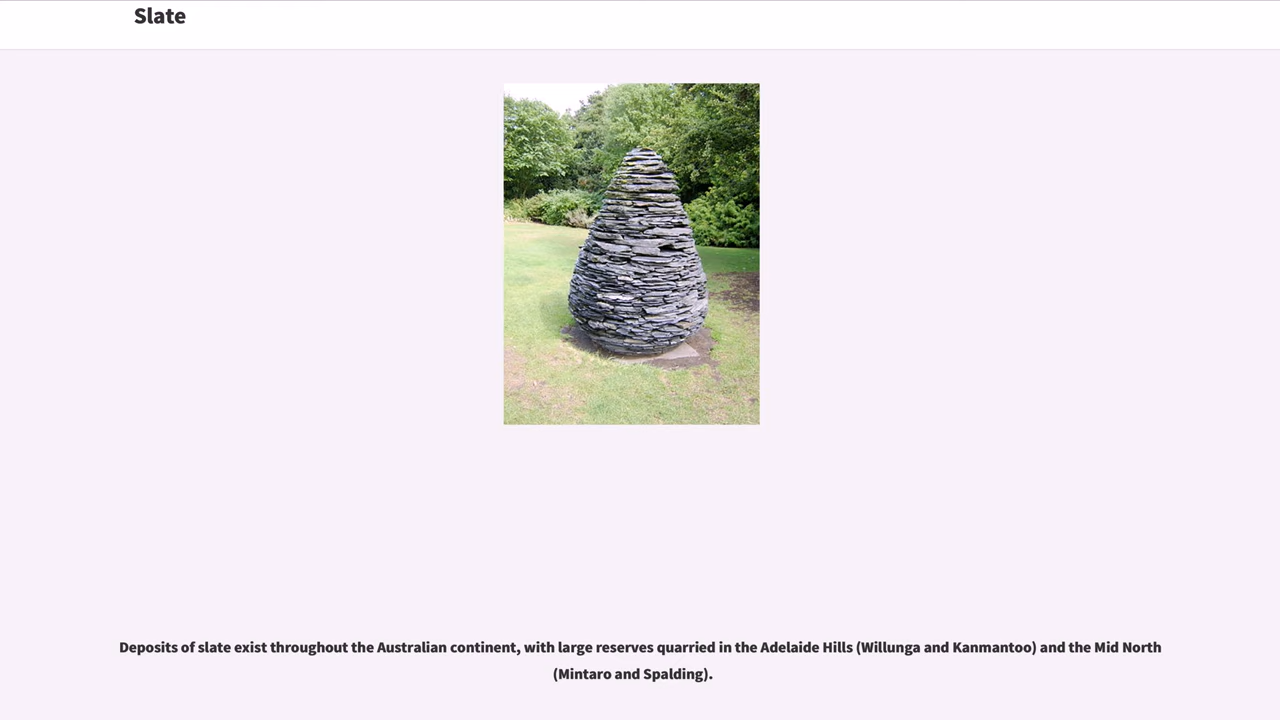 Slate
Deposits of slate exist throughout the Australian continent, with large reserves quarried in the Adelaide Hills (Willunga and Kanmantoo) and the Mid North
(Mintaro and Spalding).